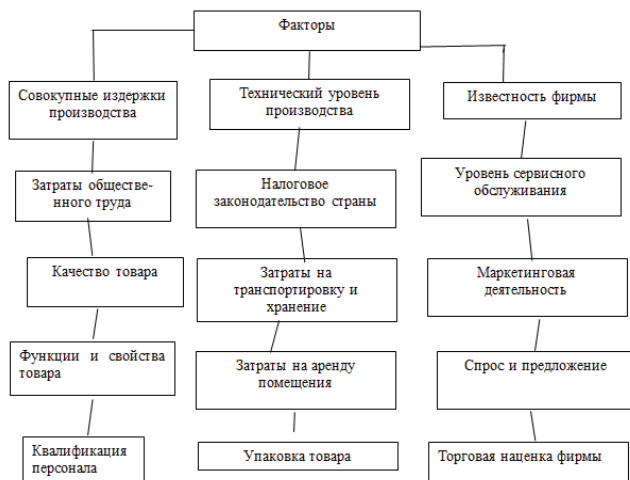 Факторы
Совокупные издержки
производства
Затраты обществе-
нного труда
Качество товара
Функции и свойства
товара
Квалификация
персонала
Технический уровень
производства
Налоговое
законодательство страны
Затраты на
транспортировку и
хранение
Затраты на аренду
помещения
Упаковка товара
Известность фирмы
Уровень сервисного
обслуживания
Маркетинговая
деятельность
Спрос и предложение
Торговая наценка фирмы